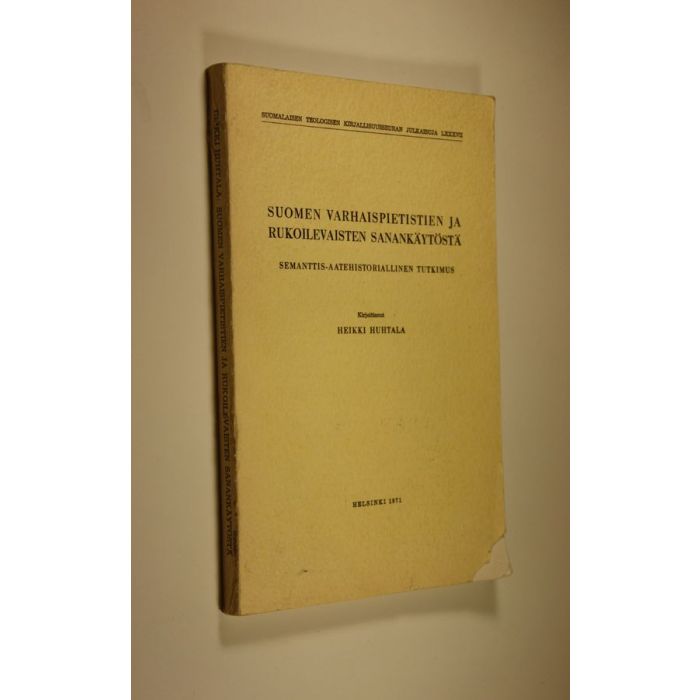 SUOMALAISEN TEOLOGISEN KIRJALLISUUSSEURAN JULKAISUJA LXXXVII
SUOMEN VARHAISPIETISTIEN JA
RUKOILEVAISTEN SANANKÄYTÖSTÄ
SEMANTTIS-AATEHISTORIALLINEN TUTKIMUS
Kirjoittanut
HEIKKI HUHTALA
HELSINKI 1971
HEIKKI HUHTALA: SUOMEN VARHAISPIETISTIEN JA RUKOILEVAISTEN SANANKÄYTÖSTÄ